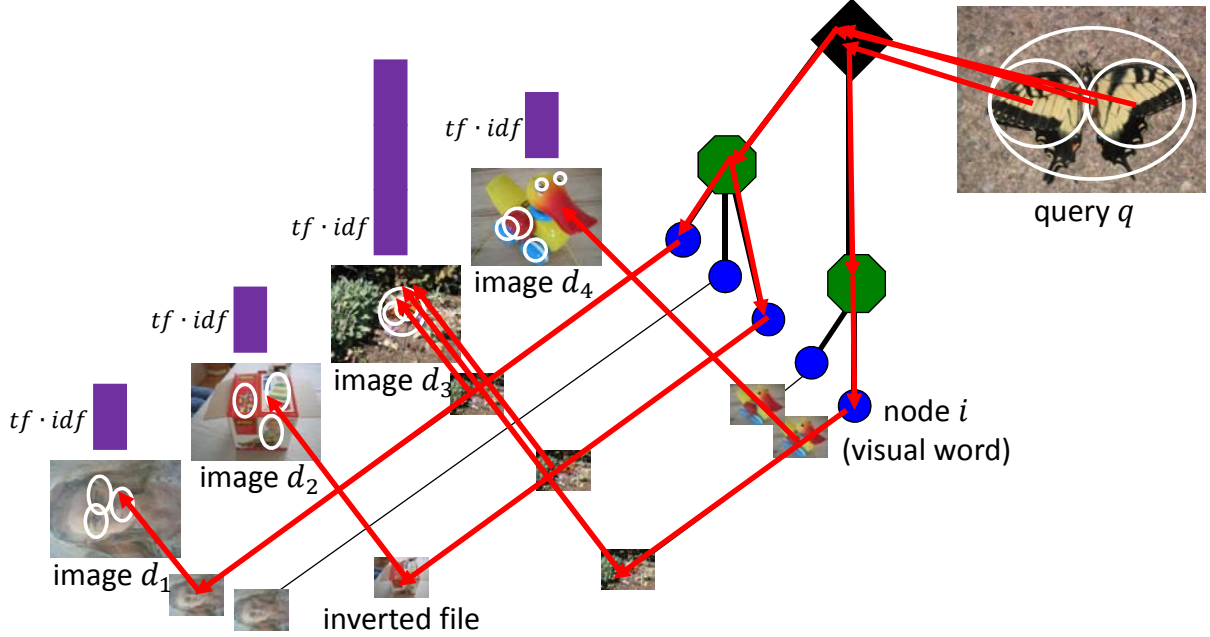 tf · idf
tf · idf
image d₄
query q
tf · idf
image d₃
tf · idf
image d₂
node i
(visual word)
image d₁
inverted file